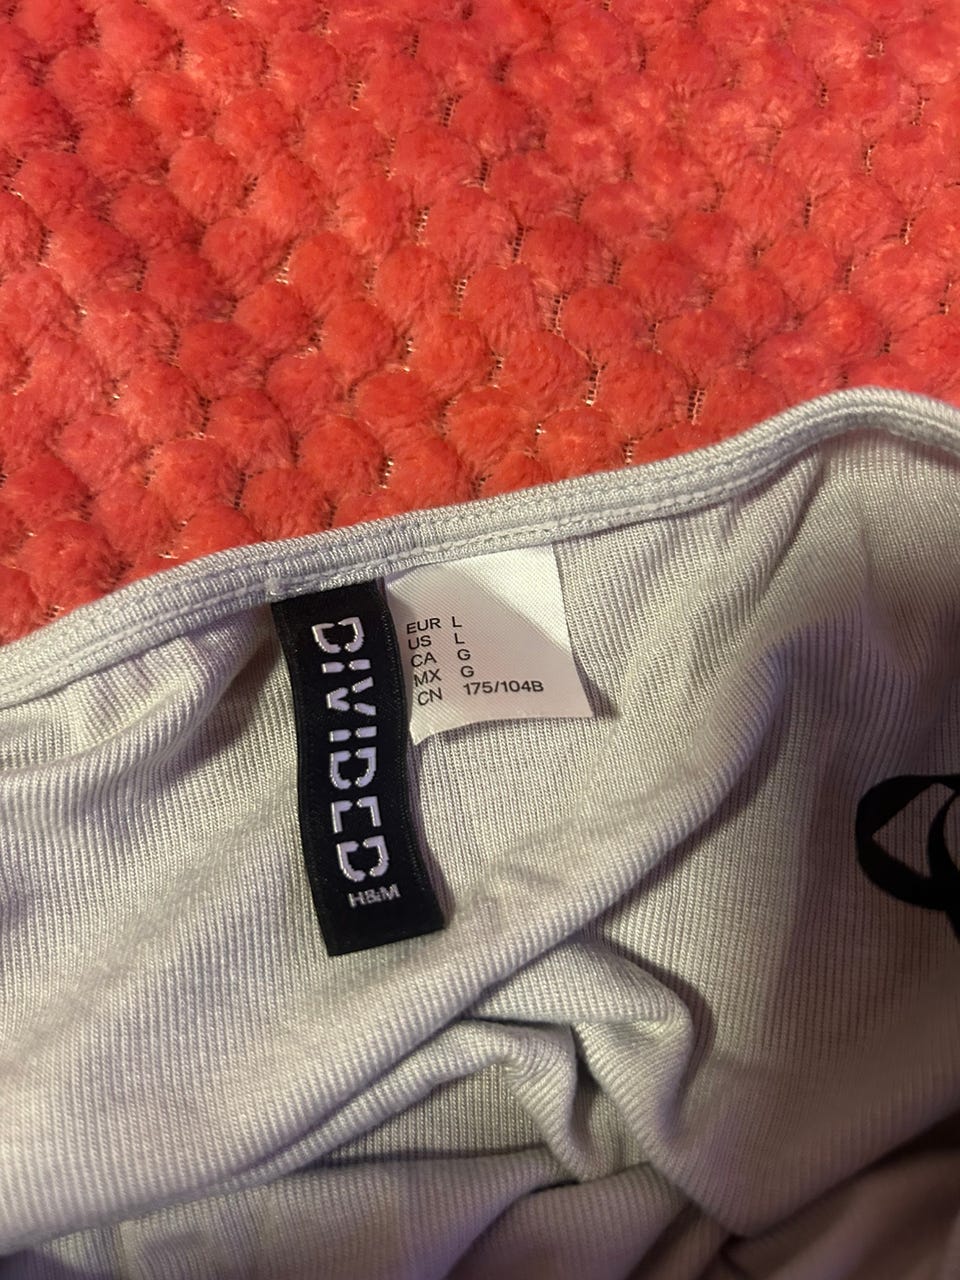 DIVIDED
H&M
EUR L
US L
CA G
MX G
CN 175/104B